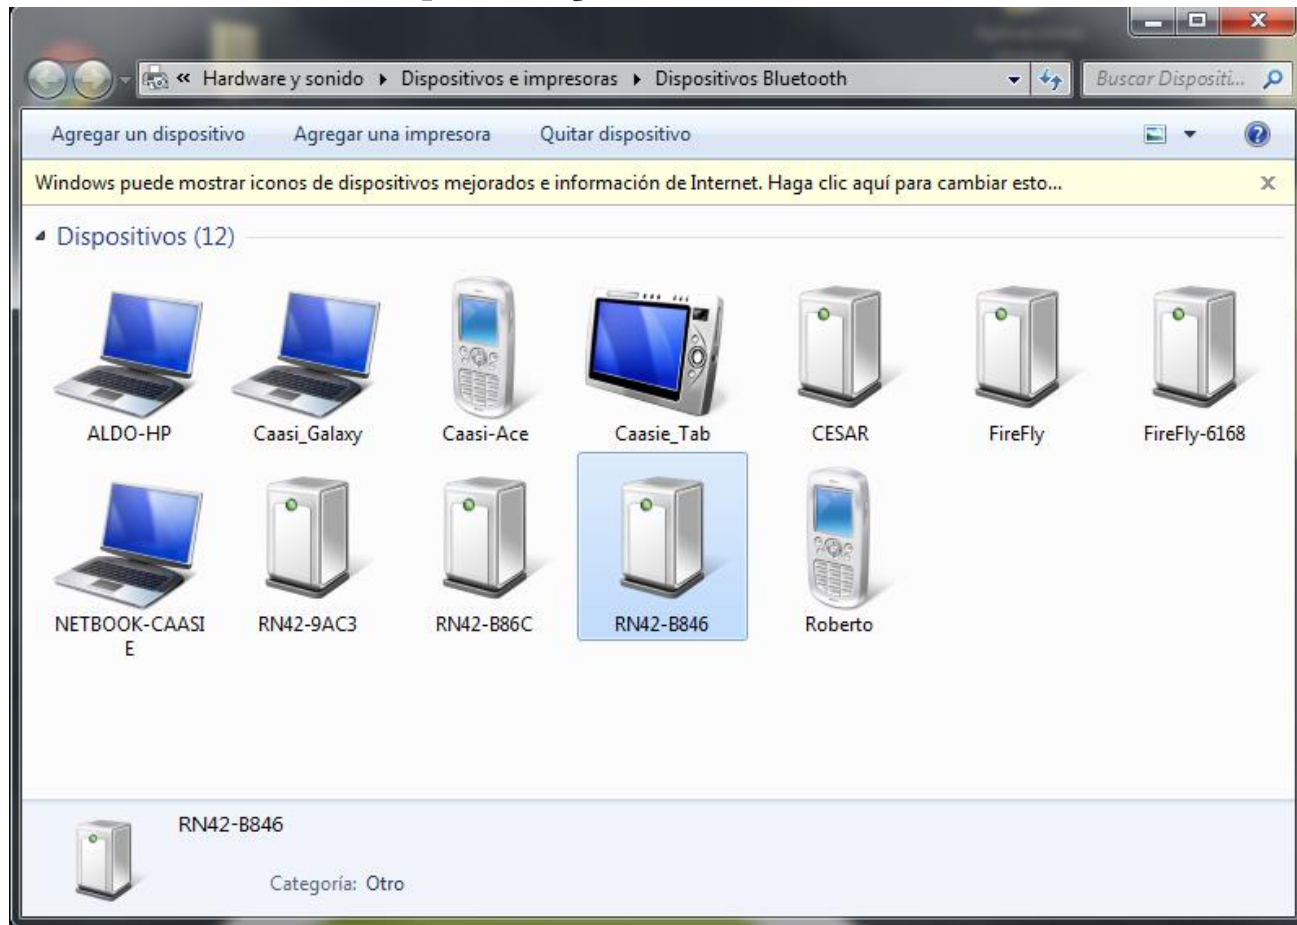 « Hardware y sonido ▸ Dispositivos e impresoras ▸ Dispositivos Bluetooth
Buscar Dispositi...
Agregar un dispositivo Agregar una impresora Quitar dispositivo
Windows puede mostrar iconos de dispositivos mejorados e información de Internet. Haga clic aquí para cambiar esto...
Dispositivos (12)
ALDO-HP Caasi_Galaxy Caasi-Ace Caasie_Tab CESAR FireFly FireFly-6168
NETBOOK-CAASI
E
RN42-9AC3 RN42-B86C RN42-B846 Roberto
RN42-B846
Categoría: Otro